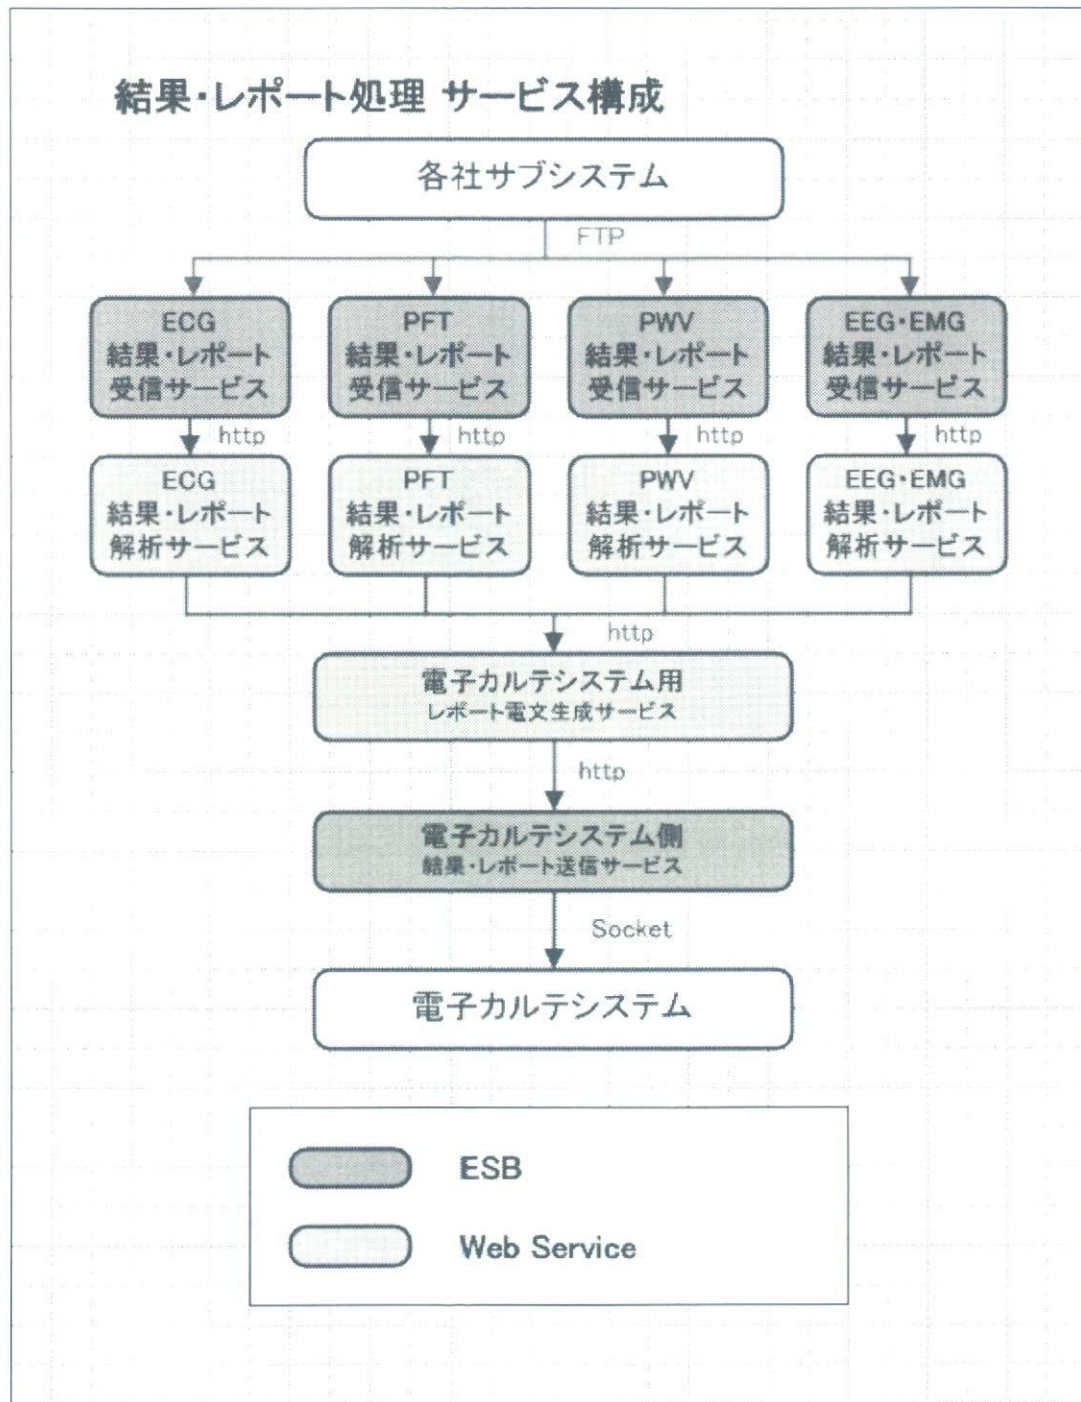 結果・レポート処理 サービス構成
各社サブシステム
FTP
ECG
結果・レポート
受信サービス
PFT
結果・レポート
受信サービス
PWV
結果・レポート
受信サービス
EEG・EMG
結果・レポート
受信サービス
http
http
http
http
ECG
結果・レポート
解析サービス
PFT
結果・レポート
解析サービス
PWV
結果・レポート
解析サービス
EEG・EMG
結果・レポート
解析サービス
http
電子カルテシステム用
レポート電文生成サービス
http
電子カルテシステム側
結果・レポート送信サービス
Socket
電子カルテシステム
ESB
Web Service